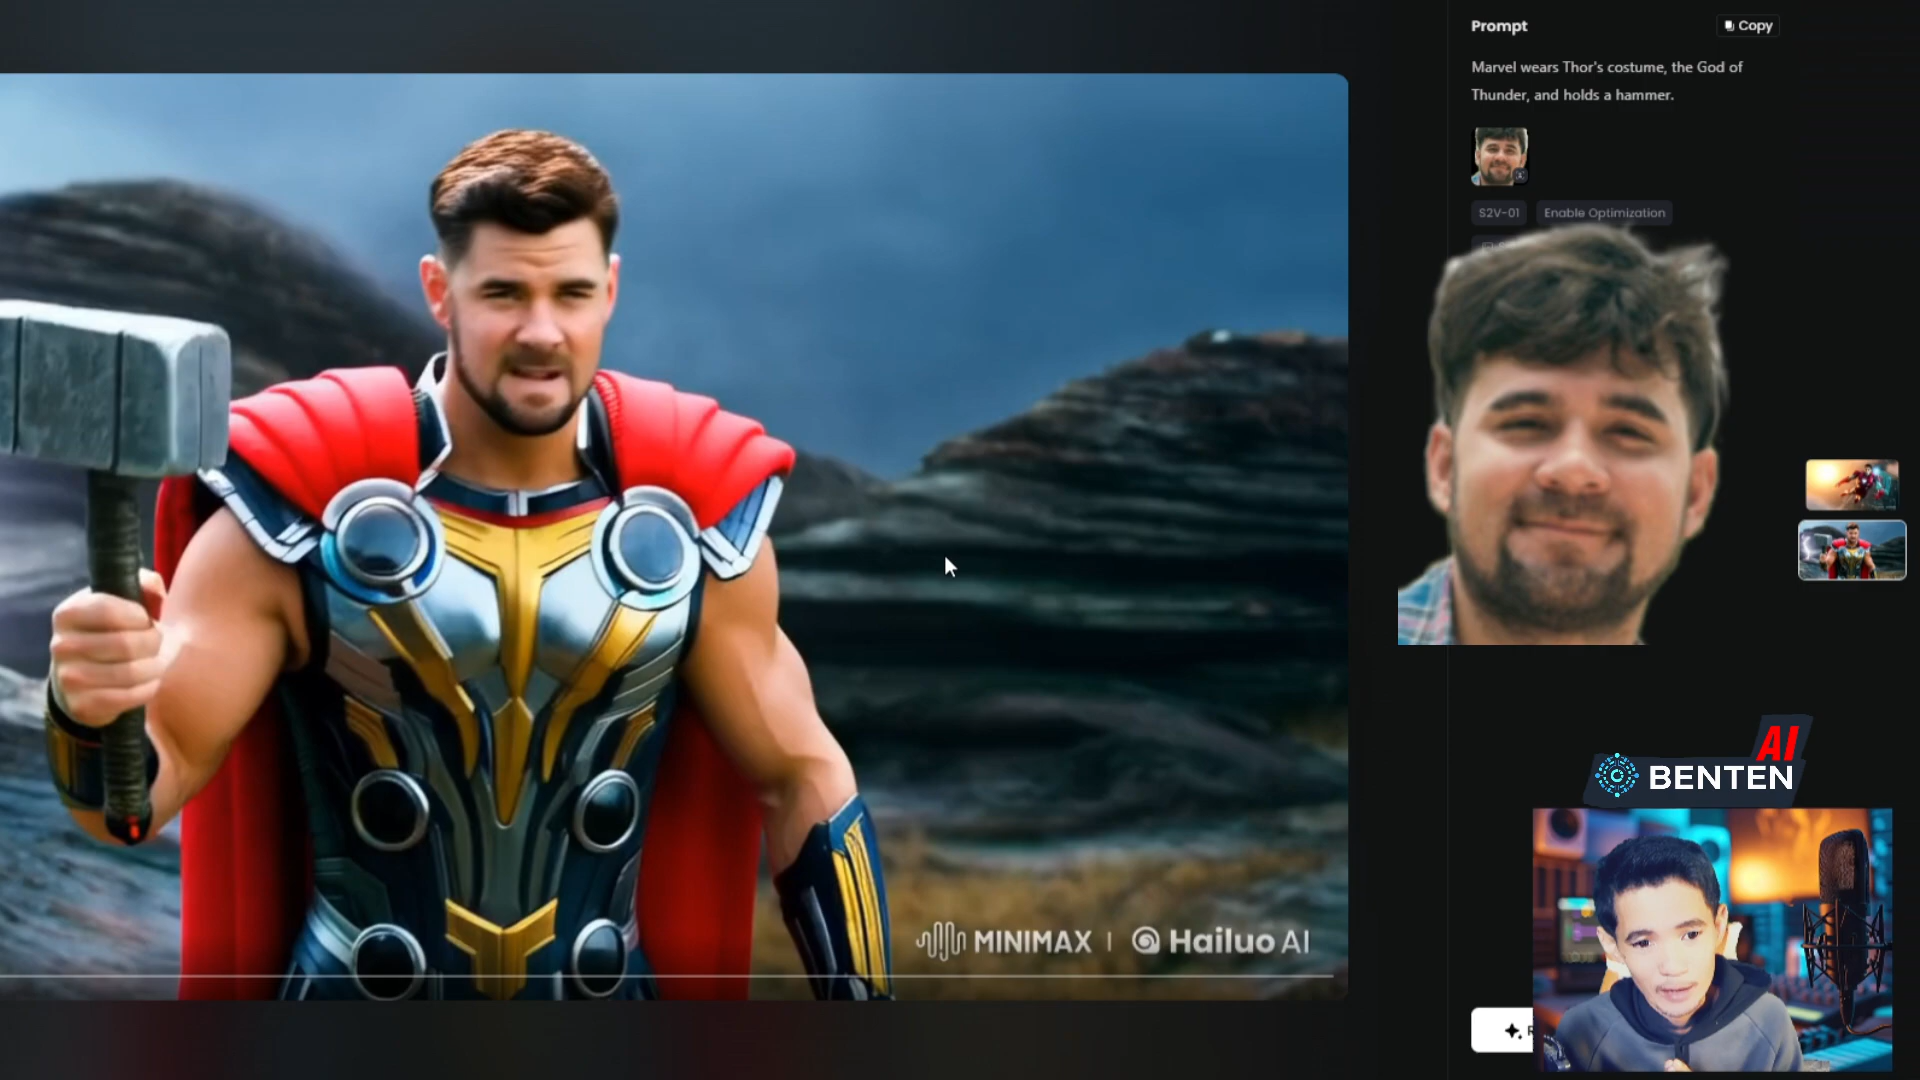 Prompt
Copy
Marvel wears Thor's costume, the God of
Thunder, and holds a hammer.
S2V-01
Enable Optimization
AI
BENTEN
MINIMAX | Hailuo AI